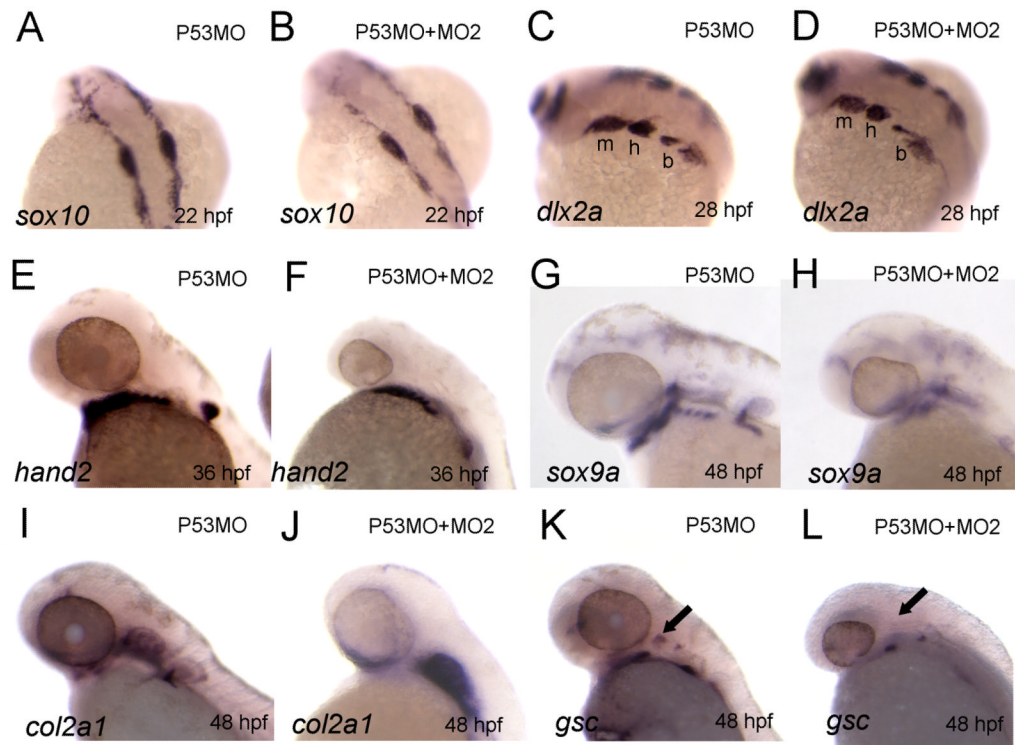 A P53MO
B P53MO+MO2
C P53MO
D P53MO+MO2
m h b
m h b
sox10 22 hpf
sox10 22 hpf
dlx2a 28 hpf
dlx2a 28 hpf
E P53MO
F P53MO+MO2
G P53MO
H P53MO+MO2
hand2 36 hpf
hand2 36 hpf
sox9a 48 hpf
sox9a 48 hpf
I P53MO
J P53MO+MO2
K P53MO
L P53MO+MO2
col2a1 48 hpf
col2a1 48 hpf
gsc 48 hpf
gsc 48 hpf